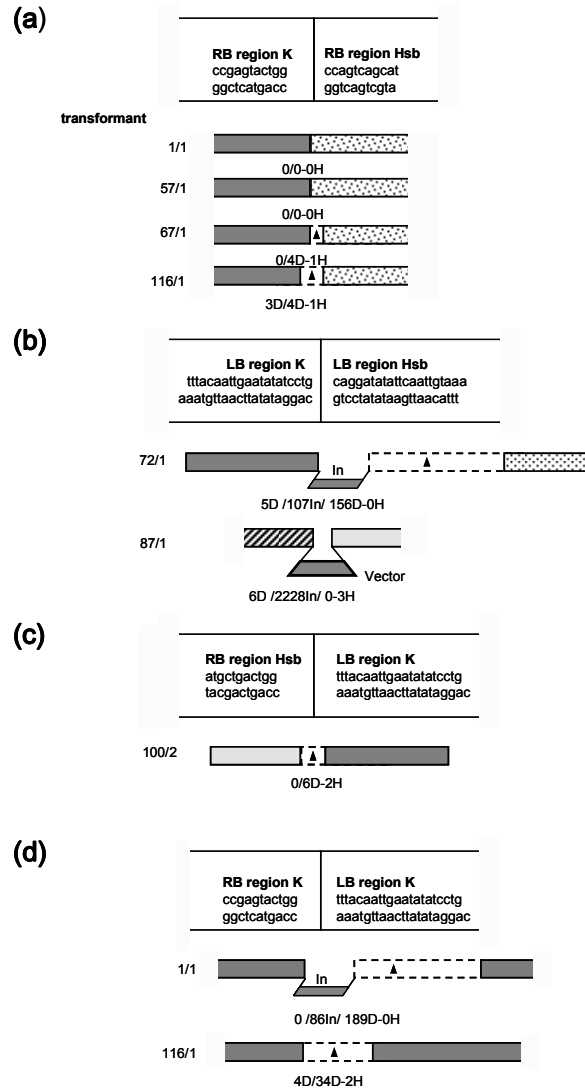 (a)
RB region K RB region Hsb
ccgagtactgg ccagtcagcat
ggctcatgacc ggtcagtcgta
transformant
1/1
0/0-0H
57/1
0/0-0H
67/1
0/4D-1H
116/1
3D/4D-1H
(b)
LB region K LB region Hsb
tttacaattgaatatatcctg caggatatattcaattgtaaa
aaatgttaacttatataggac gtcctatataagttaacattt
72/1
In
5D /107In/ 156D-0H
87/1
Vector
6D /2228In/ 0-3H
(c)
RB region Hsb LB region K
atgctgactgg tttacaattgaatatatcctg
tacgactgacc aaatgttaacttatataggac
100/2
0/6D-2H
(d)
RB region K LB region K
ccgagtactgg tttacaattgaatatatcctg
ggctcatgacc aaatgttaacttatataggac
1/1
In
0 /86In/ 189D-0H
116/1
4D/34D-2H